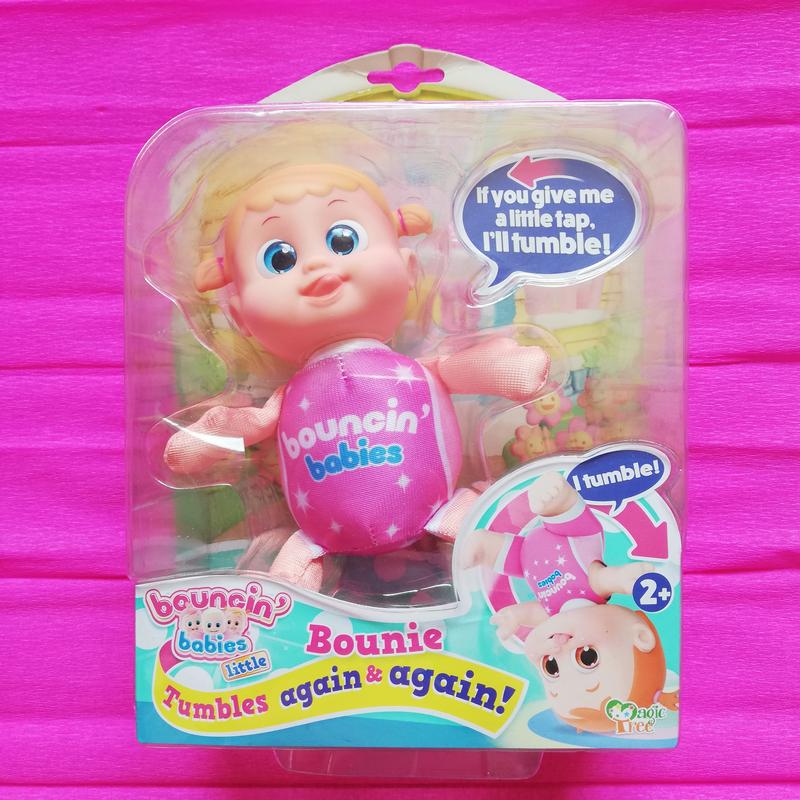 If you give me
a little tap,
I'll tumble!
bouncin'
babies
I tumble!
bouncin'
babies
2+
bouncin'
babies
little
Bounie
Tumbles again & again!
Magic
Tree